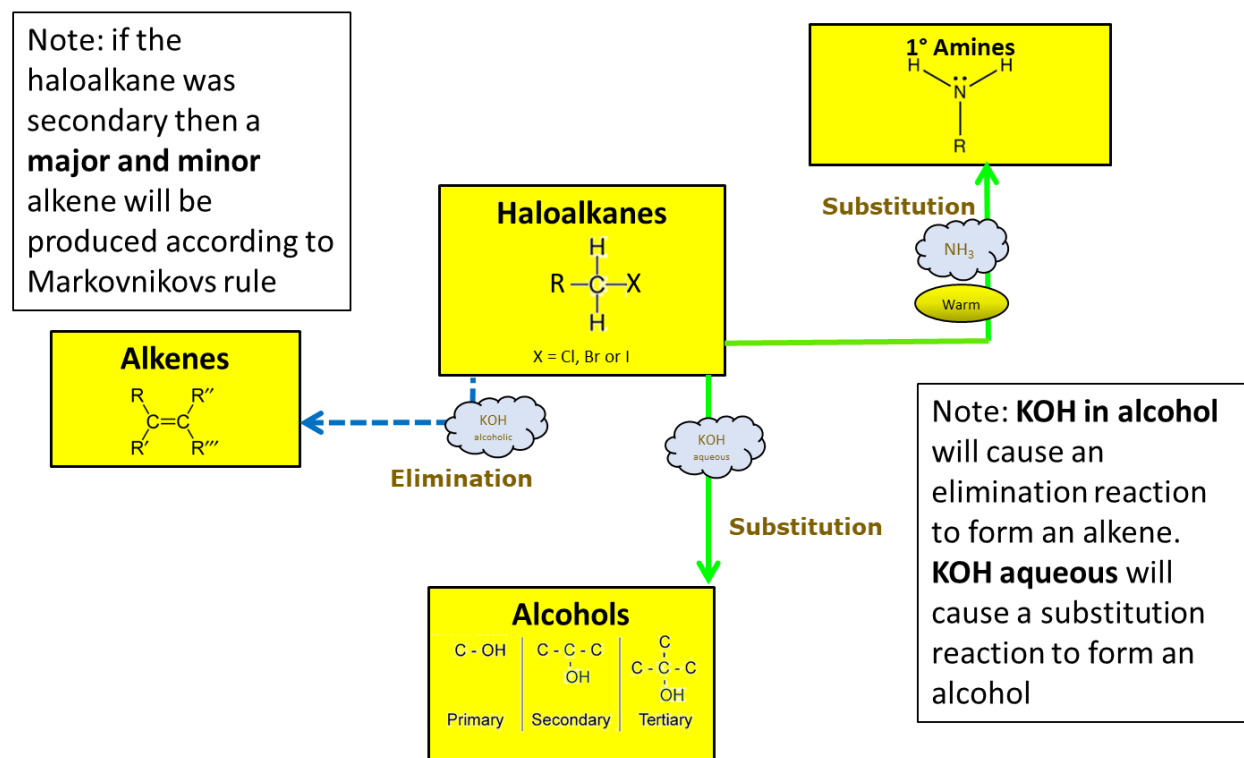 Note: if the
haloalkane was
secondary then a
major and minor
alkene will be
produced according to
Markovnikovs rule
1° Amines
H H
N
R
Substitution
NH₃
Warm
Haloalkanes
H
R C X
H
X = Cl, Br or I
Alkenes
R R″
C=C
R′ R‴
KOH
alcoholic
Elimination
KOH
aqueous
Substitution
Note: KOH in alcohol
will cause an
elimination reaction
to form an alkene.
KOH aqueous will
cause a substitution
reaction to form an
alcohol
Alcohols
C - OH
Primary
C - C - C
OH
Secondary
C
C - C - C
OH
Tertiary